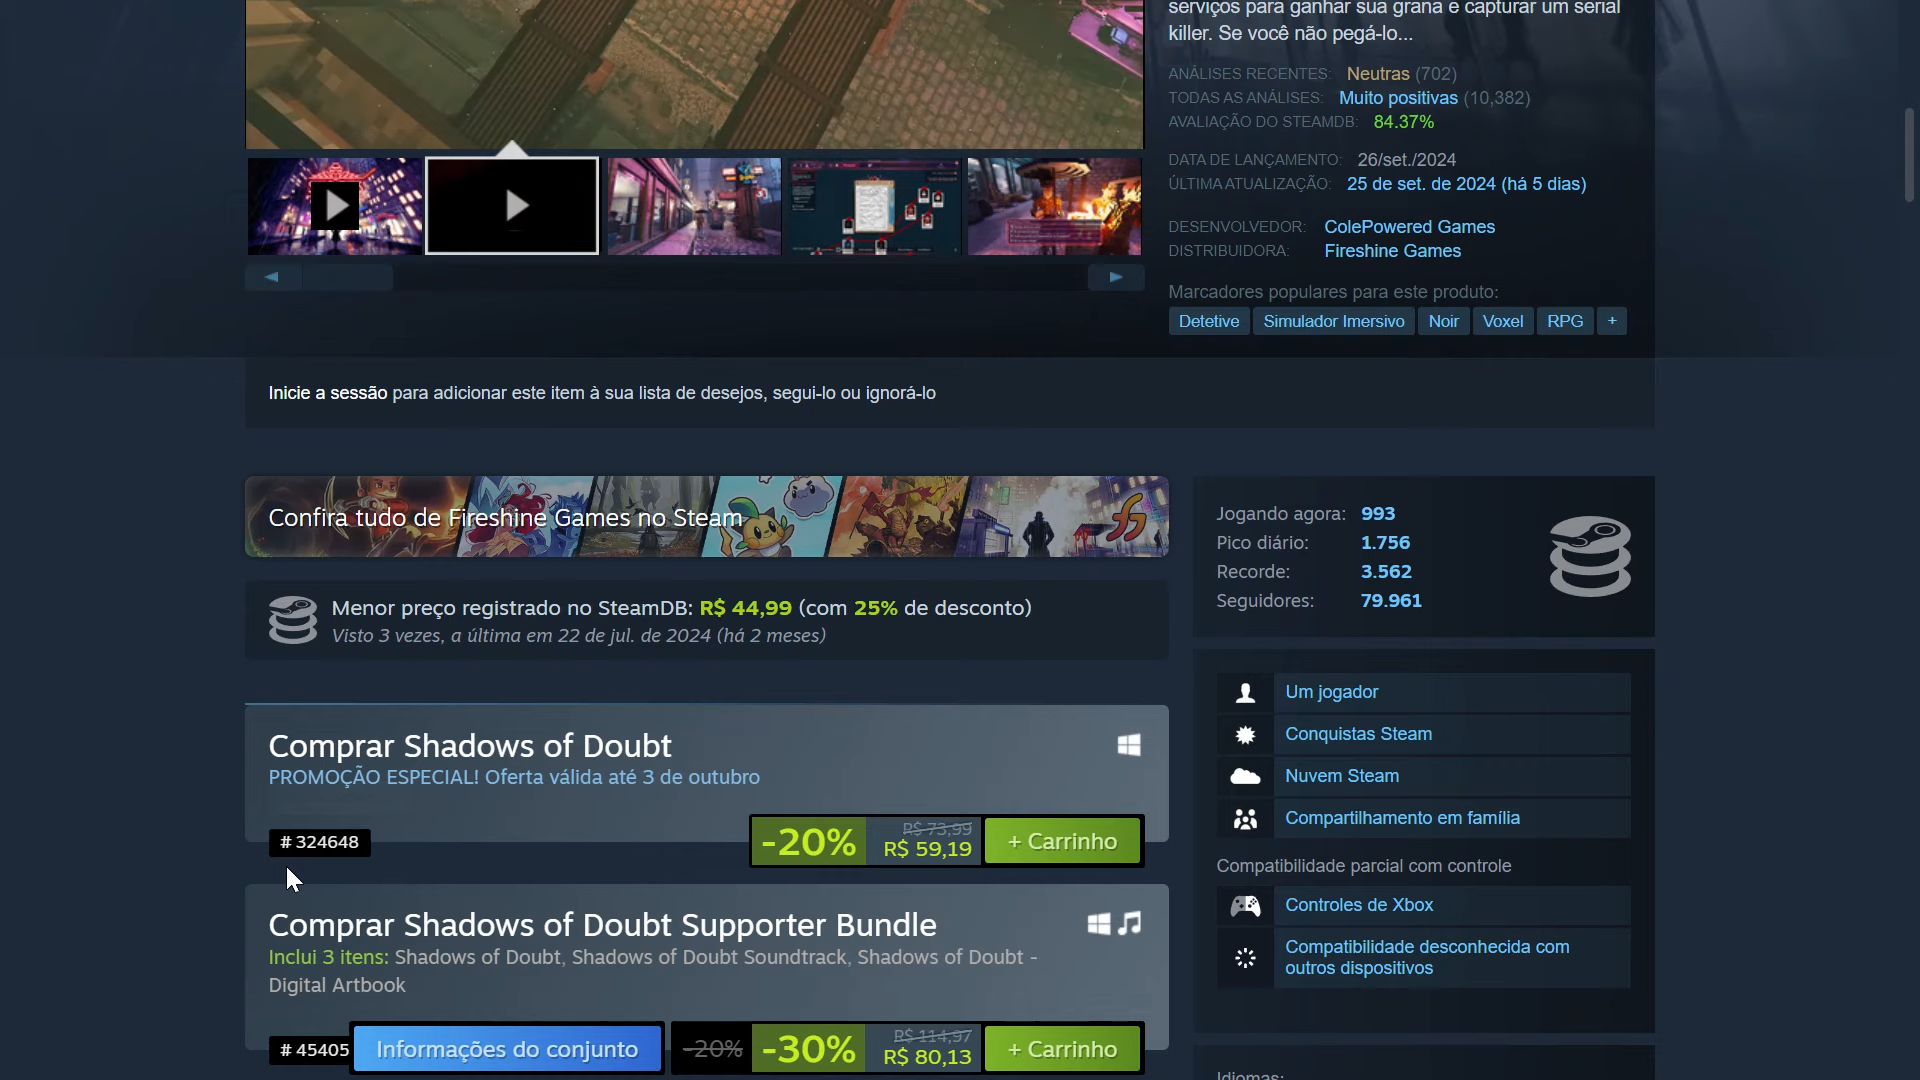 serviços para ganhar sua grana e capturar um serial
killer. Se você não pegá-lo...
ANÁLISES RECENTES: Neutras (702)
TODAS AS ANÁLISES: Muito positivas (10,382)
AVALIAÇÃO DO STEAMDB: 84.37%
DATA DE LANÇAMENTO: 26/set./2024
ÚLTIMA ATUALIZAÇÃO: 25 de set. de 2024 (há 5 dias)
DESENVOLVEDOR: ColePowered Games
DISTRIBUIDORA: Fireshine Games
Marcadores populares para este produto:
Detetive Simulador Imersivo Noir Voxel RPG +
Inicie a sessão para adicionar este item à sua lista de desejos, segui-lo ou ignorá-lo
Confira tudo de Fireshine Games no Steam
Menor preço registrado no SteamDB: R$ 44,99 (com 25% de desconto)
Visto 3 vezes, a última em 22 de jul. de 2024 (há 2 meses)
Comprar Shadows of Doubt
PROMOÇÃO ESPECIAL! Oferta válida até 3 de outubro
# 324648
-20% R$ 73,99
R$ 59,19
+ Carrinho
Comprar Shadows of Doubt Supporter Bundle
Inclui 3 itens: Shadows of Doubt, Shadows of Doubt Soundtrack, Shadows of Doubt -
Digital Artbook
# 45405
Informações do conjunto
-20% -30% R$ 114,97
R$ 80,13
+ Carrinho
Jogando agora: 993
Pico diário: 1.756
Recorde: 3.562
Seguidores: 79.961
Um jogador
Conquistas Steam
Nuvem Steam
Compartilhamento em família
Compatibilidade parcial com controle
Controles de Xbox
Compatibilidade desconhecida com
outros dispositivos
Idiomas: